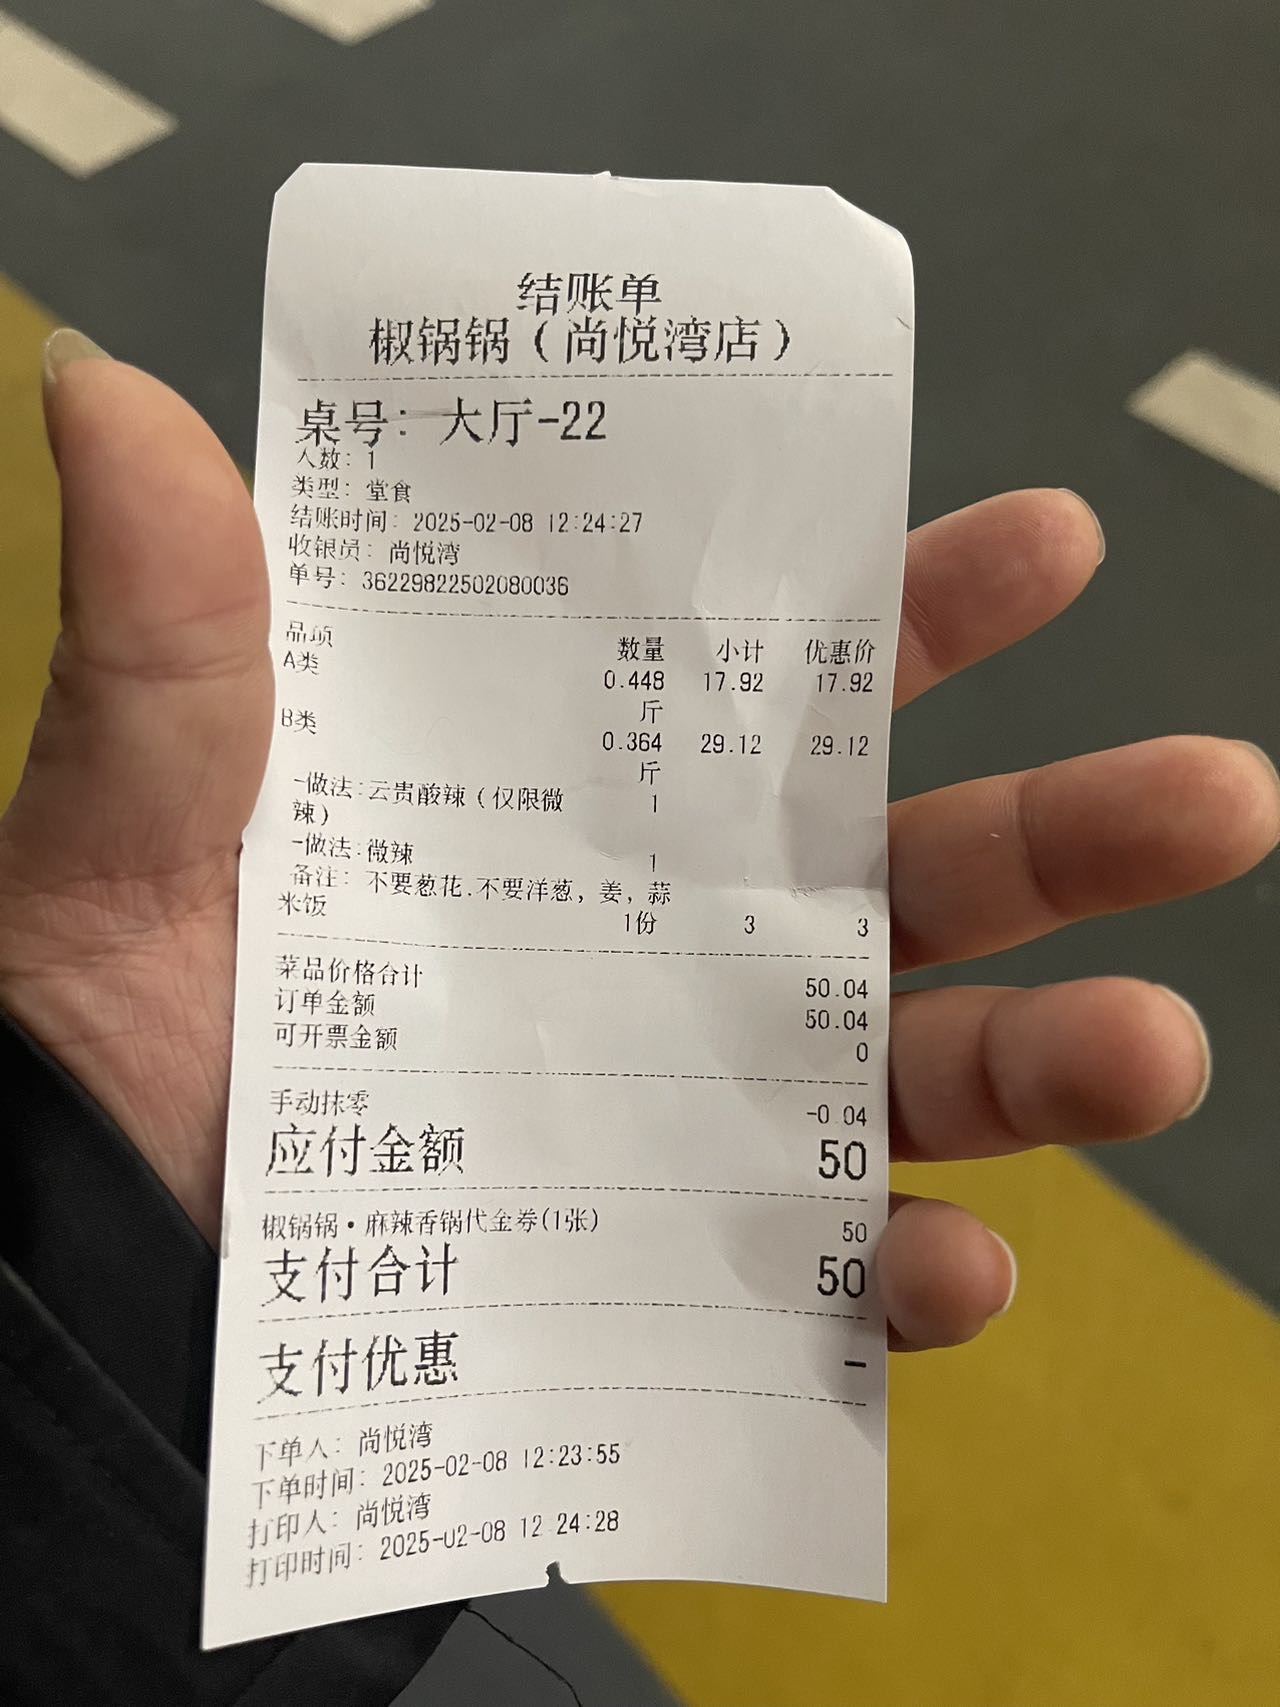 结账单
椒锅锅（尚悦湾店）
桌号：大厅-22
人数：1
类型：堂食
结账时间：2025-02-08 12:24:27
收银员：尚悦湾
单号：36229822502080036
品项 数量 小计 优惠价
A类 0.448 17.92 17.92
斤
B类 0.364 29.12 29.12
斤
-做法:云贵酸辣（仅限微 1
辣）
-做法:微辣 1
备注：不要葱花.不要洋葱，姜，蒜
米饭 1份 3 3
菜品价格合计 50.04
订单金额 50.04
可开票金额 0
手动抹零 -0.04
应付金额 50
椒锅锅·麻辣香锅代金券(1张) 50
支付合计 50
支付优惠 -
下单人：尚悦湾
下单时间：2025-02-08 12:23:55
打印人：尚悦湾
打印时间：2025-02-08 12:24:28